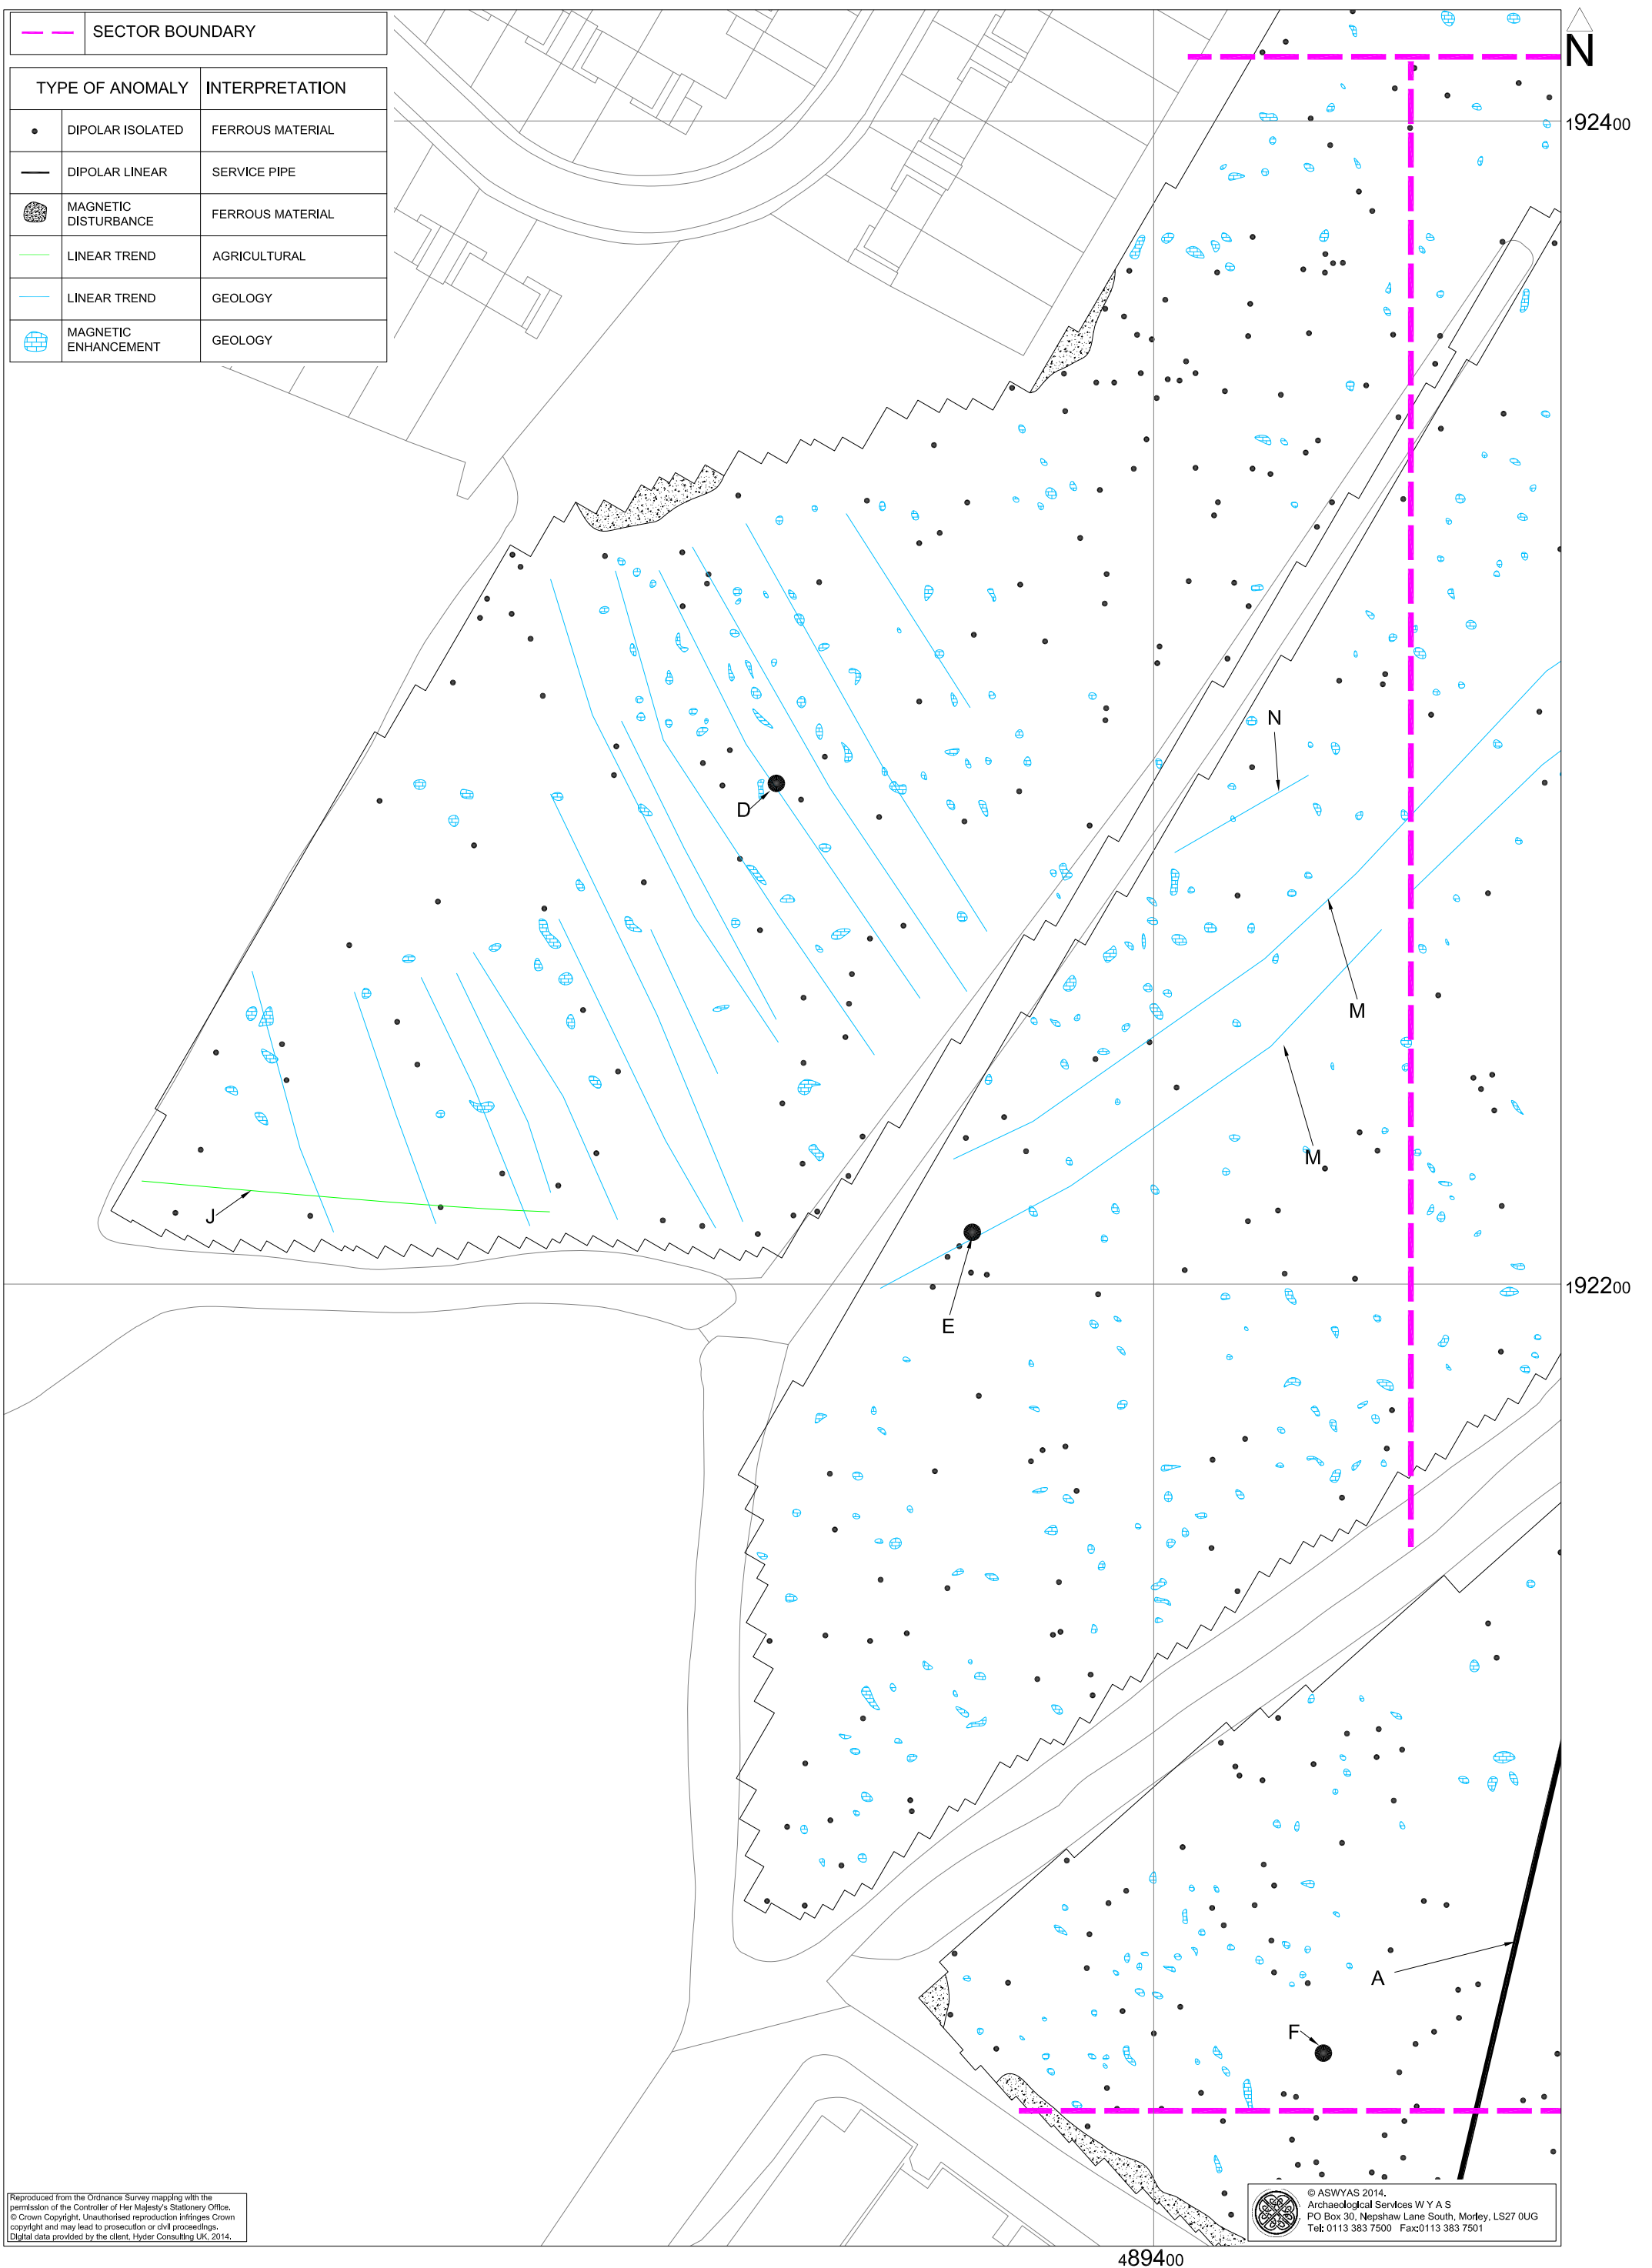 SECTOR BOUNDARY
TYPE OF ANOMALY INTERPRETATION
DIPOLAR ISOLATED FERROUS MATERIAL
DIPOLAR LINEAR SERVICE PIPE
MAGNETIC
DISTURBANCE FERROUS MATERIAL
LINEAR TREND AGRICULTURAL
LINEAR TREND GEOLOGY
MAGNETIC
ENHANCEMENT GEOLOGY
N
192400
N
D
M
M
J
192200
E
A
F
Reproduced from the Ordnance Survey mapping with the
permission of the Controller of Her Majesty's Stationery Office.
© Crown Copyright. Unauthorised reproduction infringes Crown
copyright and may lead to prosecution or civil proceedings.
Digital data provided by the client, Hyder Consulting UK, 2014.
© ASWYAS 2014.
Archaeological Services W Y A S
PO Box 30, Nepshaw Lane South, Morley, LS27 0UG
Tel: 0113 383 7500 Fax:0113 383 7501
489400